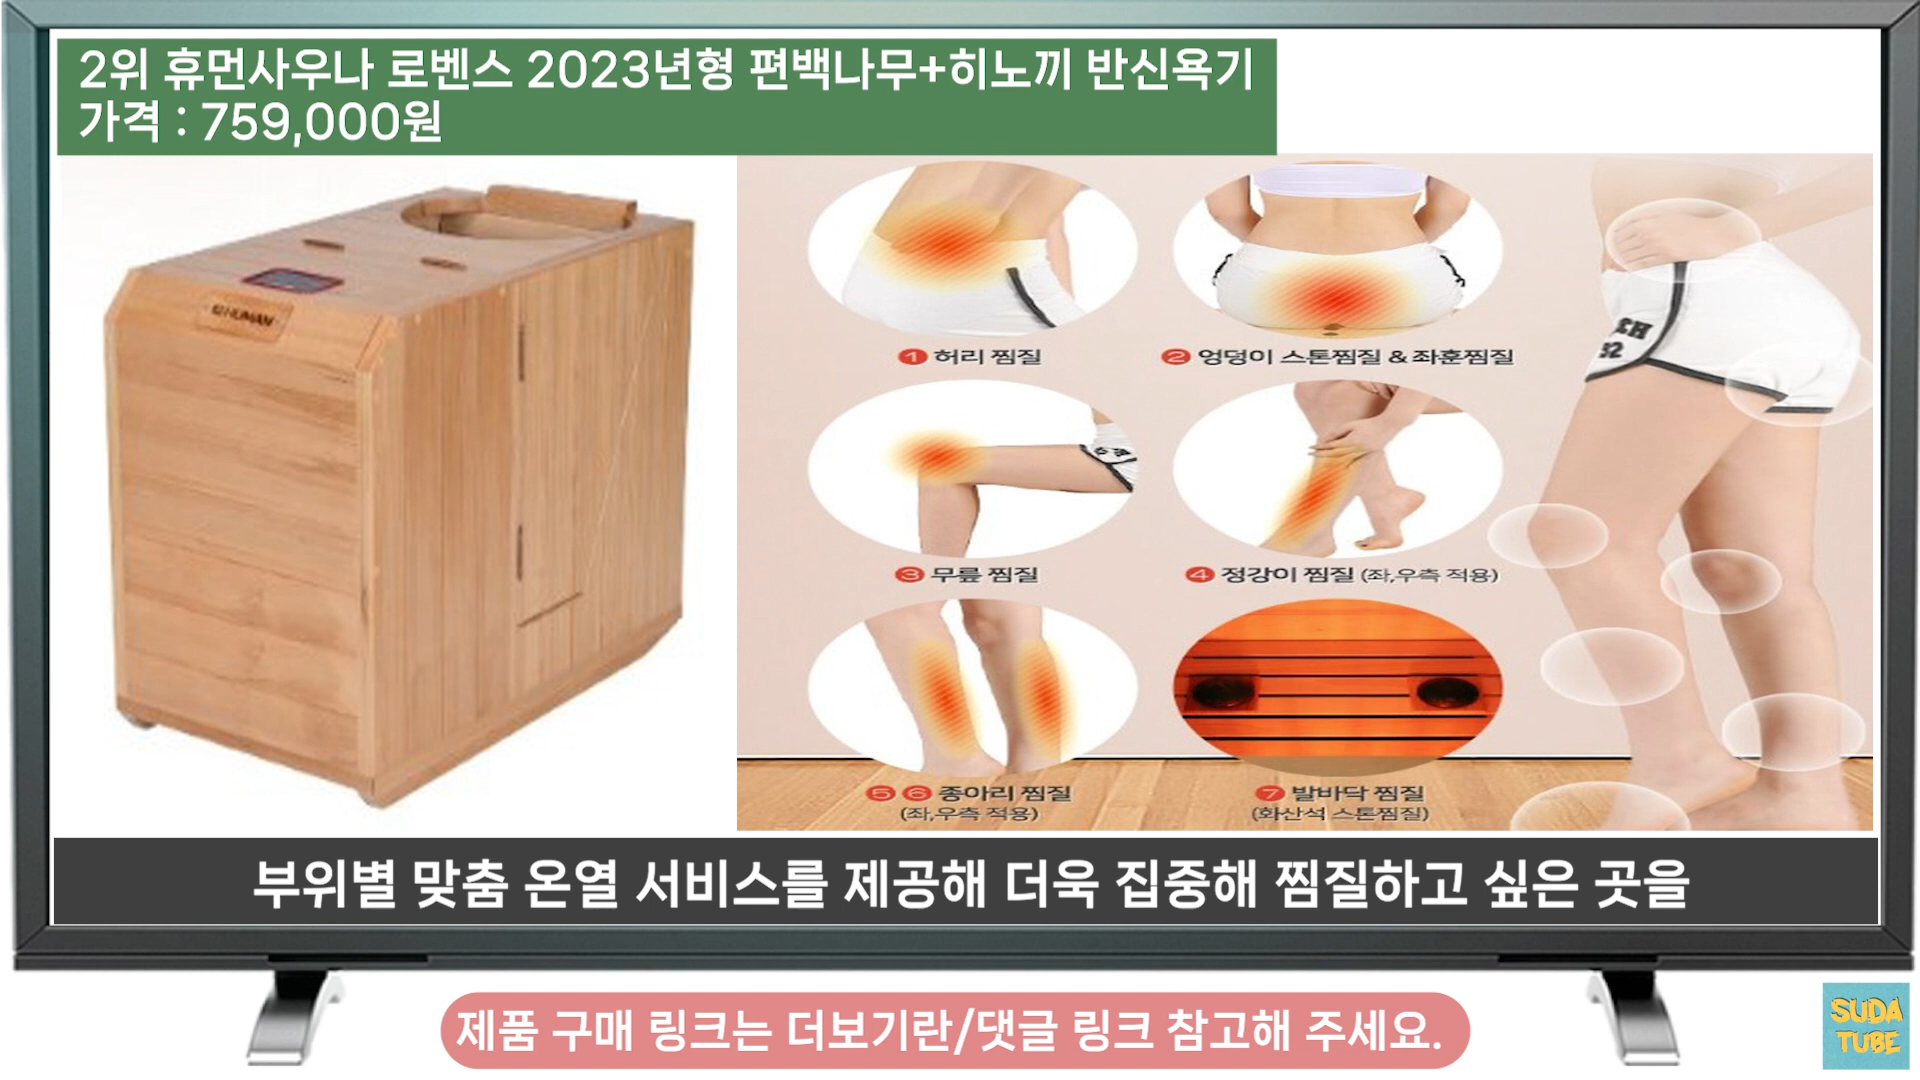 2위 휴먼사우나 로벤스 2023년형 편백나무+히노끼 반신욕기
가격 : 759,000원
HUMAN
1 허리 찜질
2 엉덩이 스톤찜질 & 좌훈찜질
3 무릎 찜질
4 정강이 찜질 (좌,우측 적용)
5 6 종아리 찜질
(좌,우측 적용)
7 발바닥 찜질
(화산석 스톤찜질)
부위별 맞춤 온열 서비스를 제공해 더욱 집중해 찜질하고 싶은 곳을
제품 구매 링크는 더보기란/댓글 링크 참고해 주세요.
SUDA
TUBE